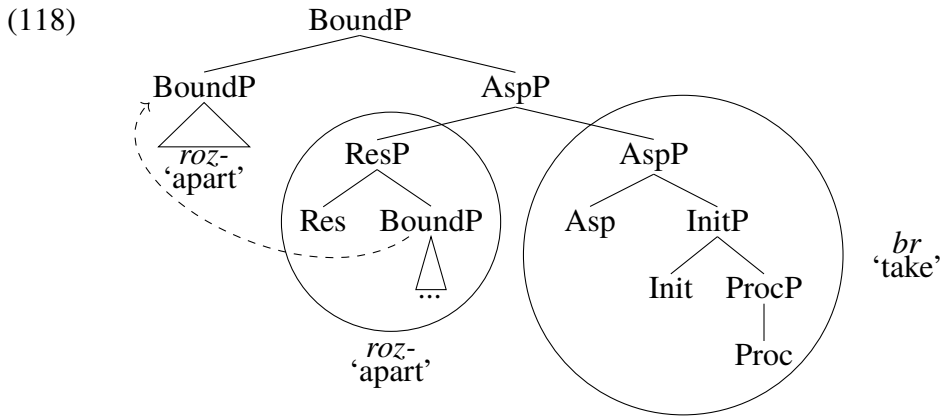 (118) BoundP
BoundP AspP
roz-
'apart'
ResP AspP
Res BoundP Asp InitP
...
br
'take'
Init ProcP
roz-
'apart'
Proc